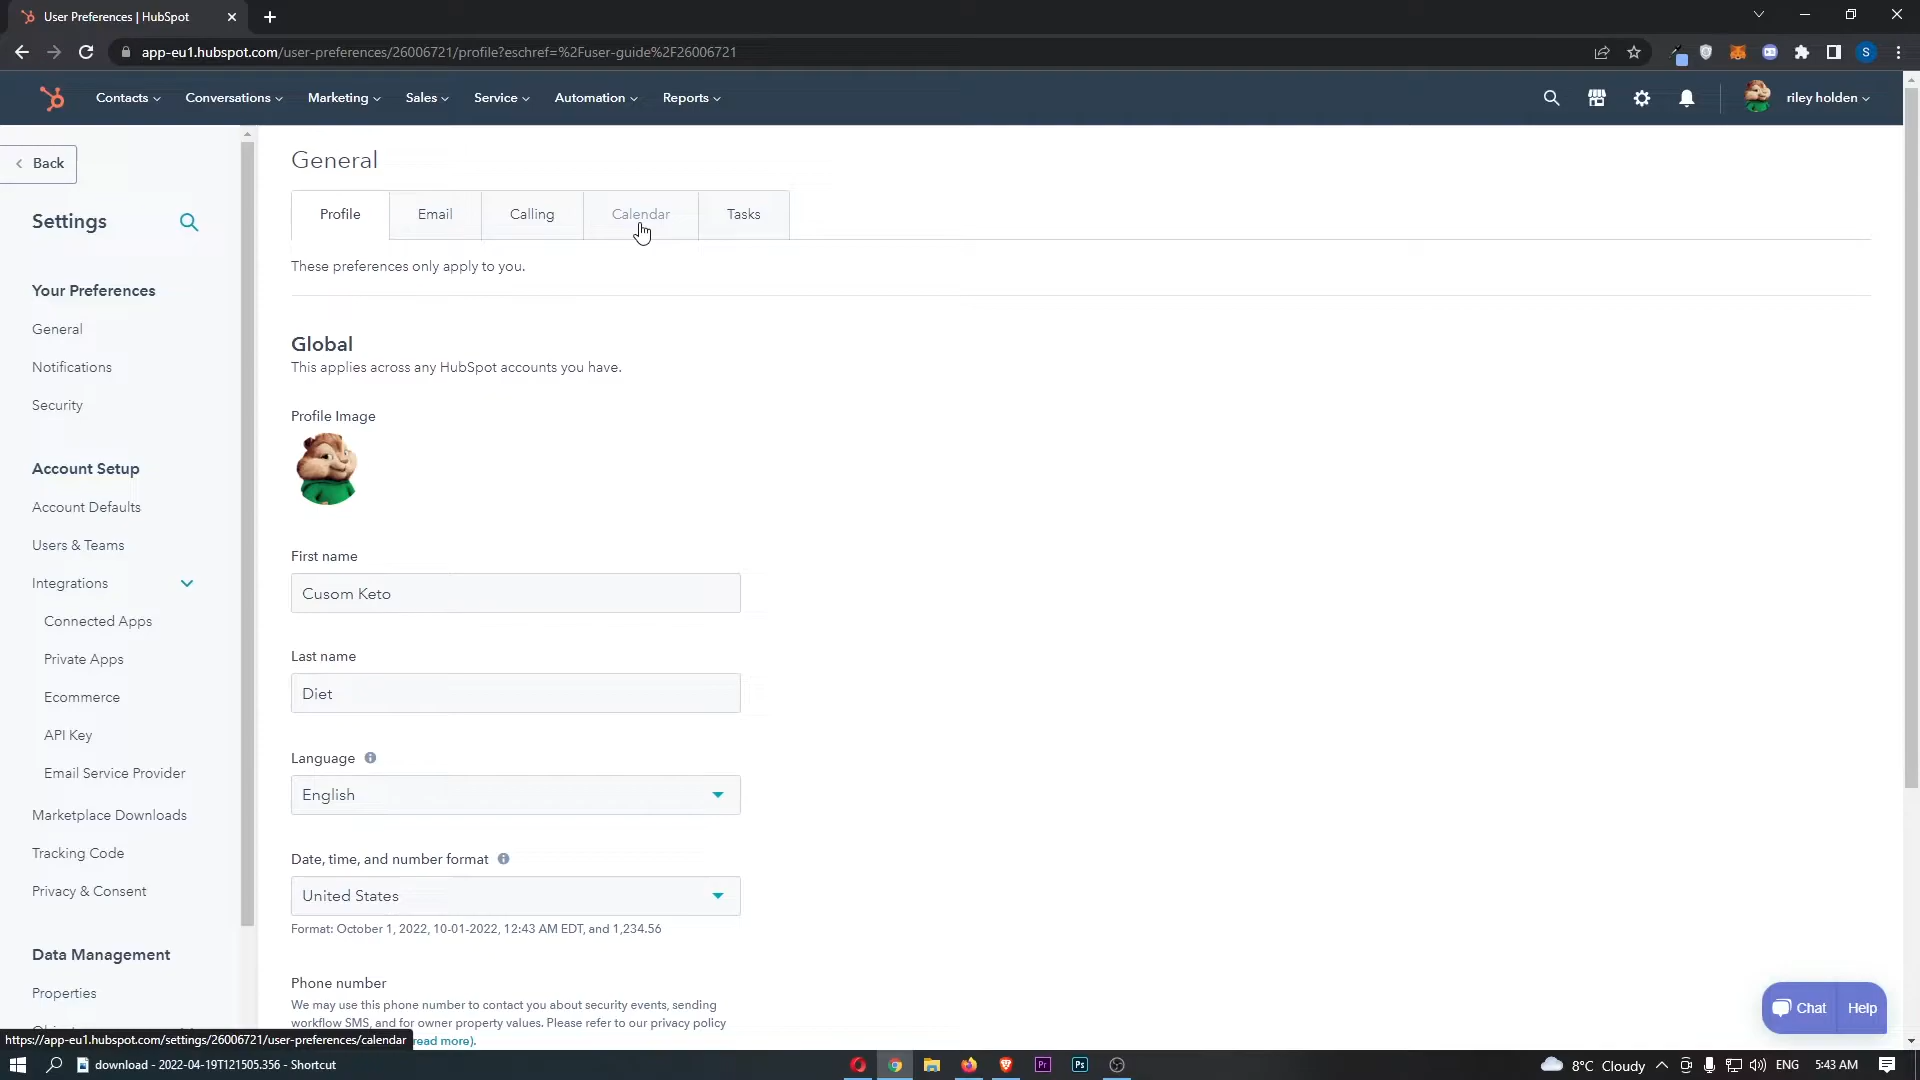 User Preferences | HubSpot
app-eu1.hubspot.com/user-preferences/26006721/profile?eschref=%2Fuser-guide%2F26006721
S
Contacts
Conversations
Marketing
Sales
Service
Automation
Reports
riley holden
Back
Settings
Your Preferences
General
Notifications
Security
Account Setup
Account Defaults
Users & Teams
Integrations
Connected Apps
Private Apps
Ecommerce
API Key
Email Service Provider
Marketplace Downloads
Tracking Code
Privacy & Consent
Data Management
Properties
General
Profile
Email
Calling
Calendar
Tasks
These preferences only apply to you.
Global
This applies across any HubSpot accounts you have.
Profile Image
First name
Cusom Keto
Last name
Diet
Language
English
Date, time, and number format
United States
Format: October 1, 2022, 10-01-2022, 12:43 AM EDT, and 1,234.56
Phone number
We may use this phone number to contact you about security events, sending
workflow SMS, and for owner property values. Please refer to our privacy policy
read more).
Chat
Help
https://app-eu1.hubspot.com/settings/26006721/user-preferences/calendar
download - 2022-04-19T121505.356 - Shortcut
Pr
Ps
8°C Cloudy
ENG
5:43 AM